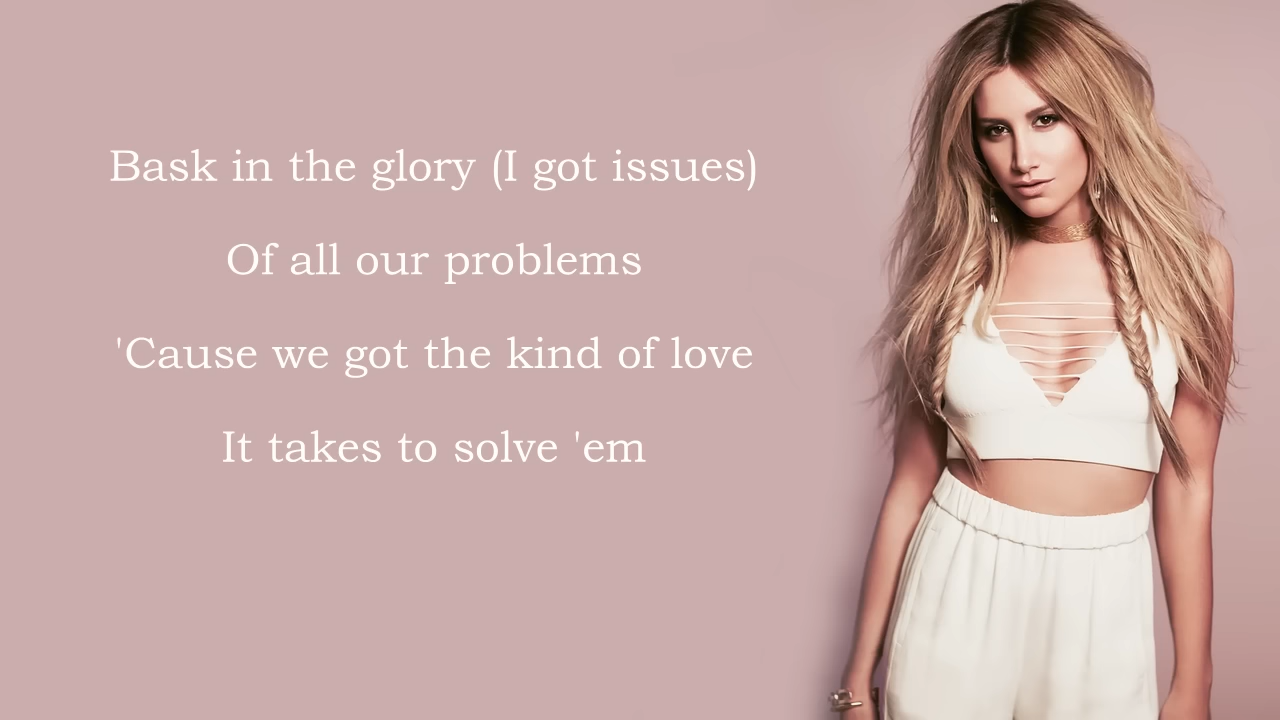 Bask in the glory (I got issues)
Of all our problems
'Cause we got the kind of love
It takes to solve 'em